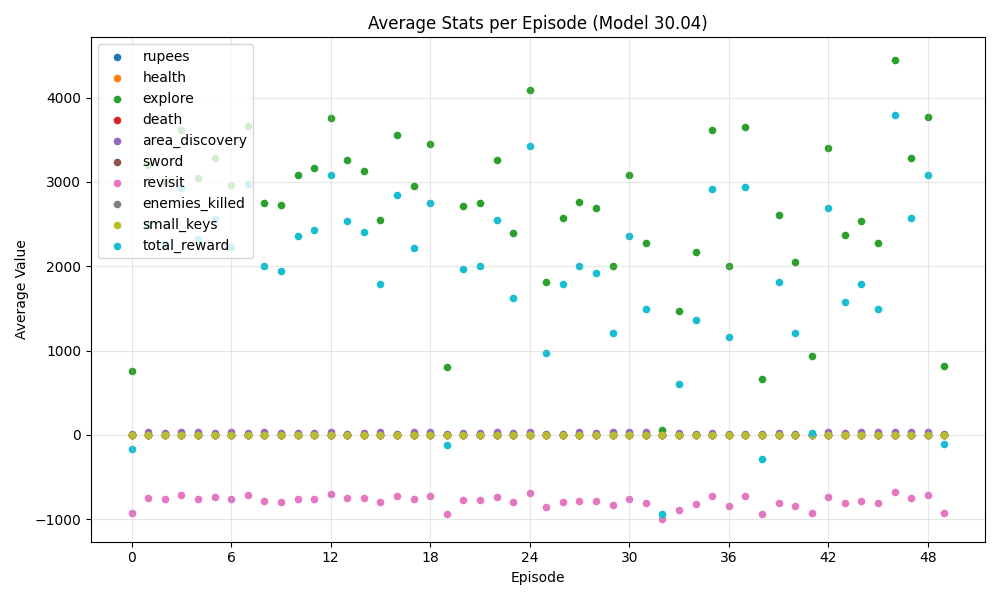 Average Stats per Episode (Model 30.04)
rupees
health
explore
death
area_discovery
sword
revisit
enemies_killed
small_keys
total_reward
4000
3000
2000
1000
0
−1000
Average Value
0 6 12 18 24 30 36 42 48
Episode